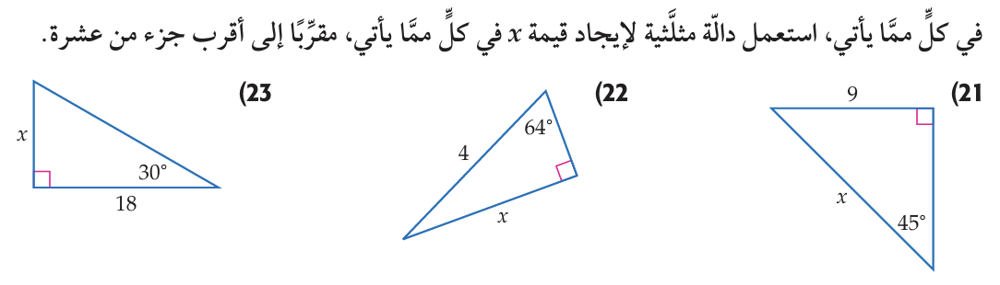 في كلٍّ ممَّا يأتي، استعمل دالّة مثلَّثية لإيجاد قيمة x في كلٍّ ممَّا يأتي، مقرِّبًا إلى أقرب جزء من عشرة.
(21
9
x
45°
(22
64°
4
x
(23
x
30°
18